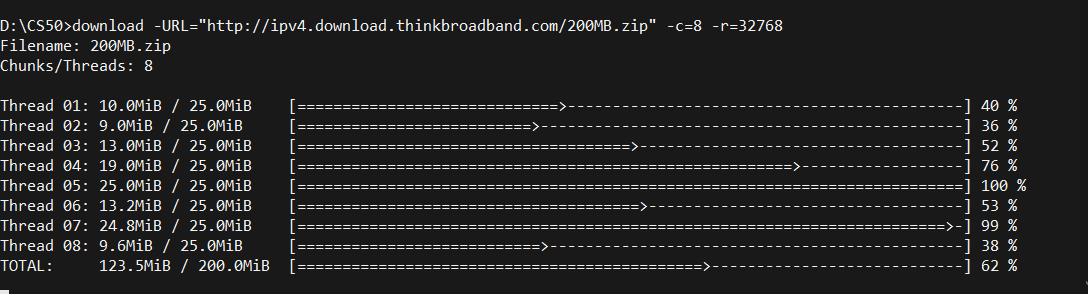 D:\CS50>download -URL="http://ipv4.download.thinkbroadband.com/200MB.zip" -c=8 -r=32768
Filename: 200MB.zip
Chunks/Threads: 8
Thread 01: 10.0MiB / 25.0MiB    [=============================>--------------------------------------------] 40 %
Thread 02: 9.0MiB / 25.0MiB     [==========================>-----------------------------------------------] 36 %
Thread 03: 13.0MiB / 25.0MiB    [=====================================>------------------------------------] 52 %
Thread 04: 19.0MiB / 25.0MiB    [=======================================================>------------------] 76 %
Thread 05: 25.0MiB / 25.0MiB    [==========================================================================] 100 %
Thread 06: 13.2MiB / 25.0MiB    [======================================>-----------------------------------] 53 %
Thread 07: 24.8MiB / 25.0MiB    [========================================================================>-] 99 %
Thread 08: 9.6MiB / 25.0MiB     [===========================>----------------------------------------------] 38 %
TOTAL:     123.5MiB / 200.0MiB  [=============================================>----------------------------] 62 %